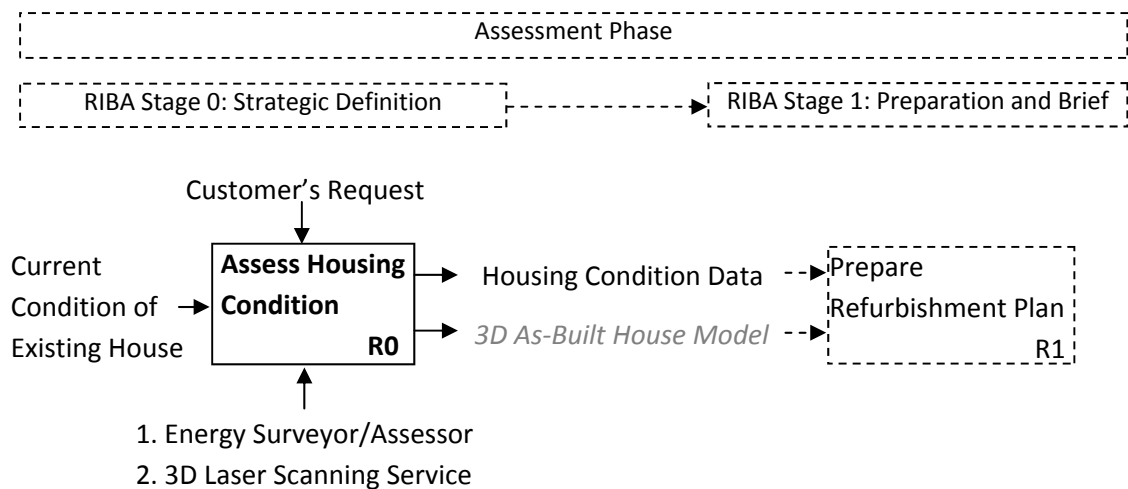 Assessment Phase
RIBA Stage 0: Strategic Definition
RIBA Stage 1: Preparation and Brief
Customer’s Request
Current
Condition of
Existing House
Assess Housing
Condition
R0
Housing Condition Data
3D As-Built House Model
Prepare
Refurbishment Plan
R1
1. Energy Surveyor/Assessor
2. 3D Laser Scanning Service